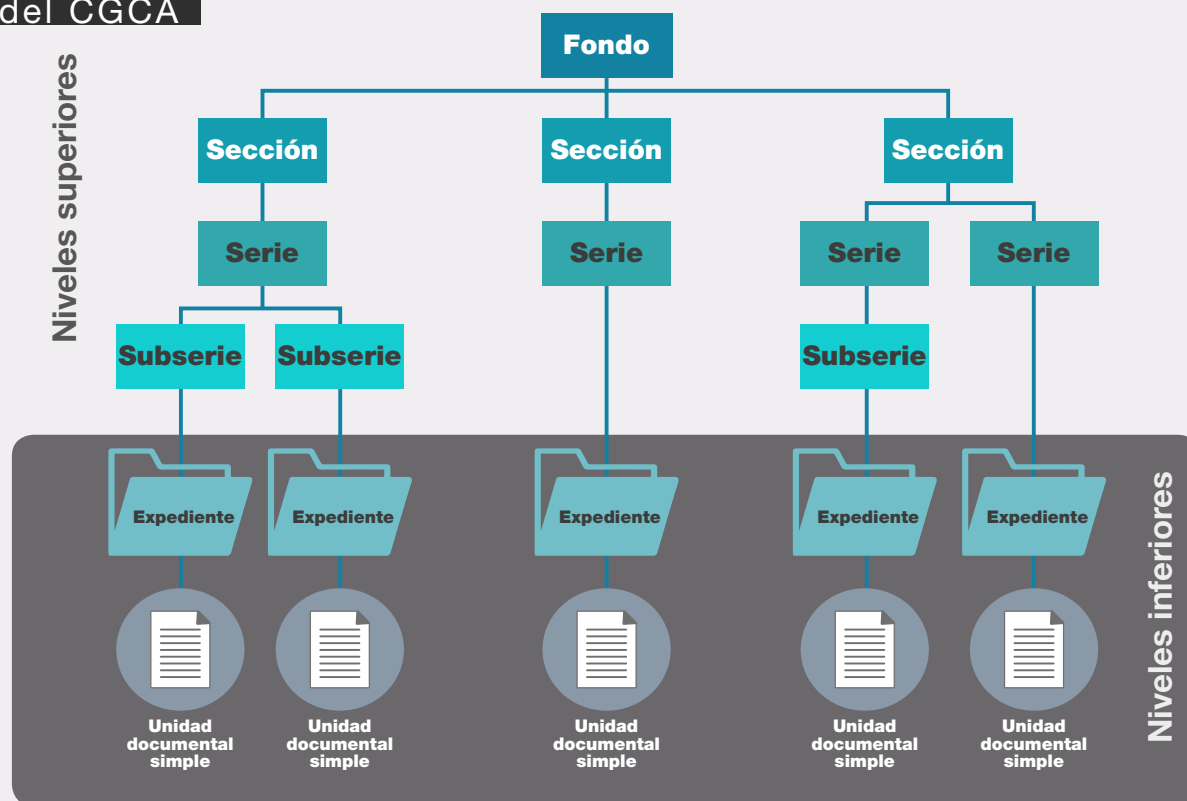 del CGCA
Niveles superiores
Fondo
Sección
Sección
Sección
Serie
Serie
Serie
Serie
Subserie
Subserie
Subserie
Expediente
Expediente
Expediente
Expediente
Expediente
Unidad
documental
simple
Unidad
documental
simple
Unidad
documental
simple
Unidad
documental
simple
Unidad
documental
simple
Niveles inferiores